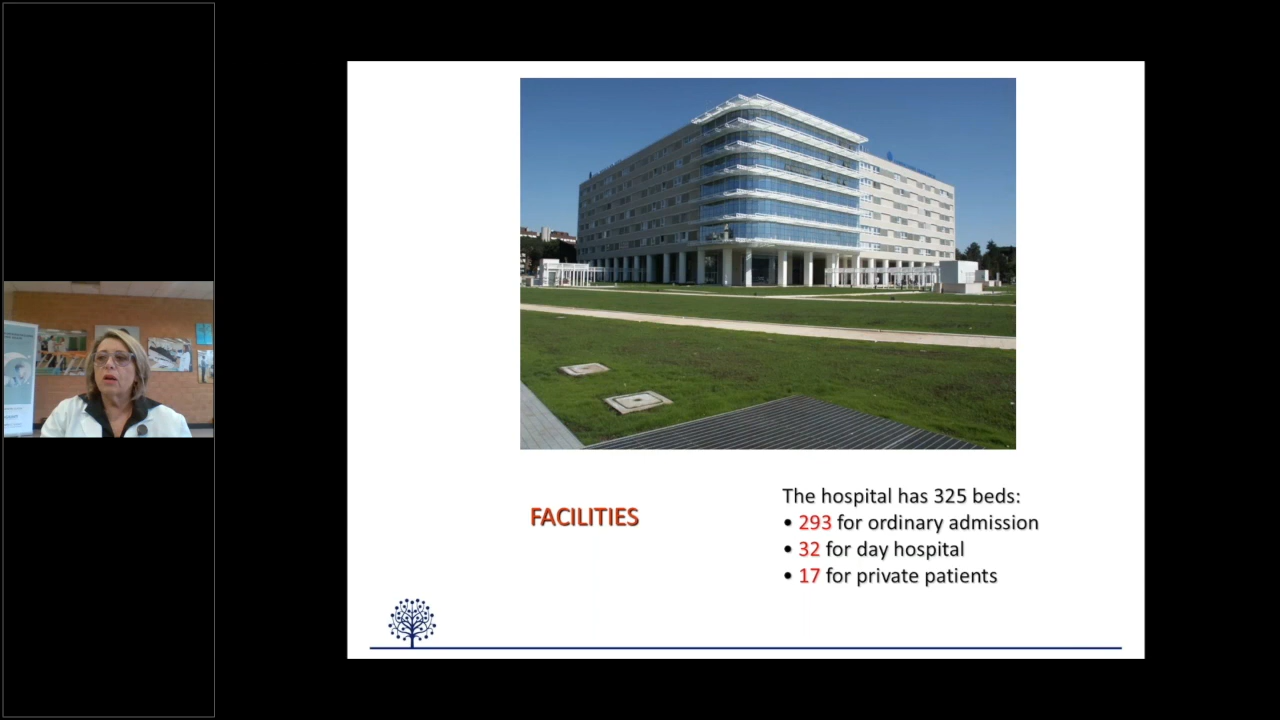 FACILITIES
The hospital has 325 beds:
• 293 for ordinary admission
• 32 for day hospital
• 17 for private patients